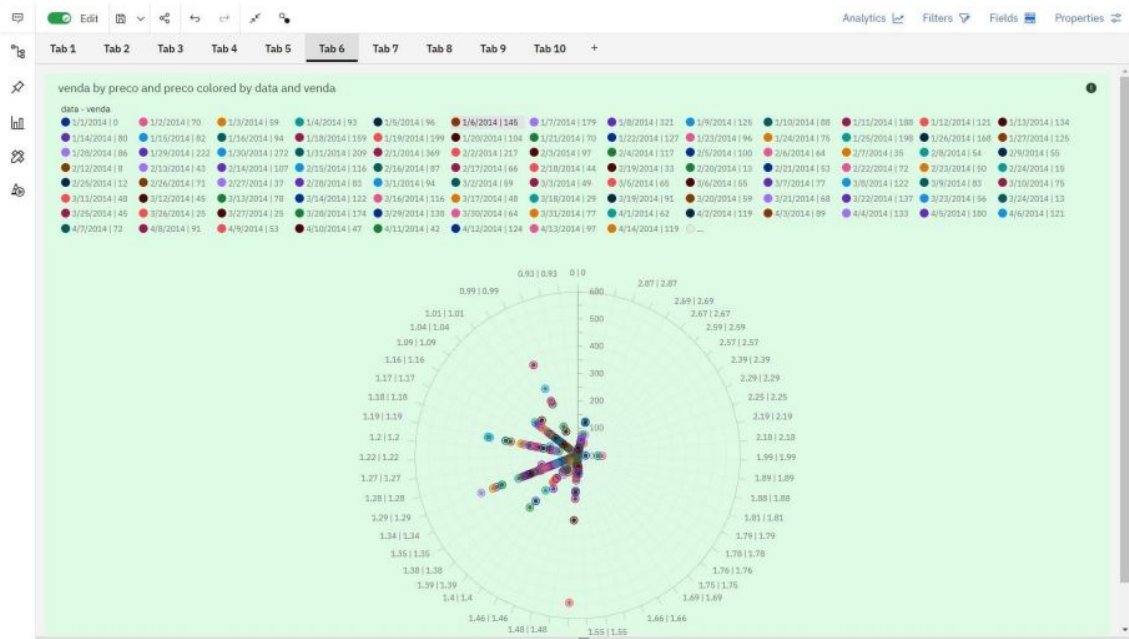 Edit
Analytics Filters Fields Properties
Tab 1 Tab 2 Tab 3 Tab 4 Tab 5 Tab 6 Tab 7 Tab 8 Tab 9 Tab 10 +
venda by preco and preco colored by data and venda
data - venda
1/1/2014 | 0 1/2/2014 | 70 1/3/2014 | 59 1/4/2014 | 93 1/5/2014 | 96 1/6/2014 | 145 1/7/2014 | 179 1/8/2014 | 321 1/9/2014 | 125 1/10/2014 | 88 1/11/2014 | 188 1/12/2014 | 121 1/13/2014 | 134
1/14/2014 | 80 1/15/2014 | 82 1/16/2014 | 94 1/18/2014 | 159 1/19/2014 | 199 1/20/2014 | 104 1/21/2014 | 70 1/22/2014 | 127 1/23/2014 | 96 1/24/2014 | 75 1/25/2014 | 190 1/26/2014 | 168 1/27/2014 | 125
1/28/2014 | 86 1/29/2014 | 222 1/30/2014 | 272 1/31/2014 | 209 2/1/2014 | 369 2/2/2014 | 217 2/3/2014 | 97 2/4/2014 | 117 2/5/2014 | 100 2/6/2014 | 64 2/7/2014 | 35 2/8/2014 | 54 2/9/2014 | 55
2/12/2014 | 8 2/13/2014 | 43 2/14/2014 | 107 2/15/2014 | 116 2/16/2014 | 87 2/17/2014 | 66 2/18/2014 | 44 2/19/2014 | 33 2/20/2014 | 13 2/21/2014 | 53 2/22/2014 | 72 2/23/2014 | 50 2/24/2014 | 15
2/25/2014 | 12 2/26/2014 | 71 2/27/2014 | 37 2/28/2014 | 83 3/1/2014 | 94 3/2/2014 | 59 3/3/2014 | 49 3/5/2014 | 65 3/6/2014 | 55 3/7/2014 | 77 3/8/2014 | 122 3/9/2014 | 83 3/10/2014 | 75
3/11/2014 | 48 3/12/2014 | 45 3/13/2014 | 78 3/14/2014 | 122 3/16/2014 | 116 3/17/2014 | 48 3/18/2014 | 29 3/19/2014 | 91 3/20/2014 | 59 3/21/2014 | 68 3/22/2014 | 137 3/23/2014 | 56 3/24/2014 | 13
3/25/2014 | 45 3/26/2014 | 25 3/27/2014 | 25 3/28/2014 | 174 3/29/2014 | 138 3/30/2014 | 64 3/31/2014 | 77 4/1/2014 | 62 4/2/2014 | 119 4/3/2014 | 89 4/4/2014 | 133 4/5/2014 | 180 4/6/2014 | 121
4/7/2014 | 72 4/8/2014 | 91 4/9/2014 | 53 4/10/2014 | 47 4/11/2014 | 42 4/12/2014 | 124 4/13/2014 | 97 4/14/2014 | 119 ...
0.93 | 0.93 0 | 0
2.87 | 2.87
0.99 | 0.99 600
2.69 | 2.69
1.01 | 1.01 2.67 | 2.67
500
1.04 | 1.04 2.59 | 2.59
1.09 | 1.09 2.57 | 2.57
400
1.16 | 1.16 2.39 | 2.39
1.17 | 1.17 300 2.29 | 2.29
1.18 | 1.18 200 2.25 | 2.25
1.19 | 1.19 2.19 | 2.19
100
1.2 | 1.2 2.18 | 2.18
1.22 | 1.22 1.99 | 1.99
1.27 | 1.27 1.89 | 1.89
1.28 | 1.28 1.88 | 1.88
1.29 | 1.29 1.81 | 1.81
1.34 | 1.34 1.79 | 1.79
1.35 | 1.35 1.78 | 1.78
1.38 | 1.38 1.76 | 1.76
1.39 | 1.39 1.75 | 1.75
1.4 | 1.4 1.69 | 1.69
1.46 | 1.46 1.66 | 1.66
1.48 | 1.48 1.55 | 1.55